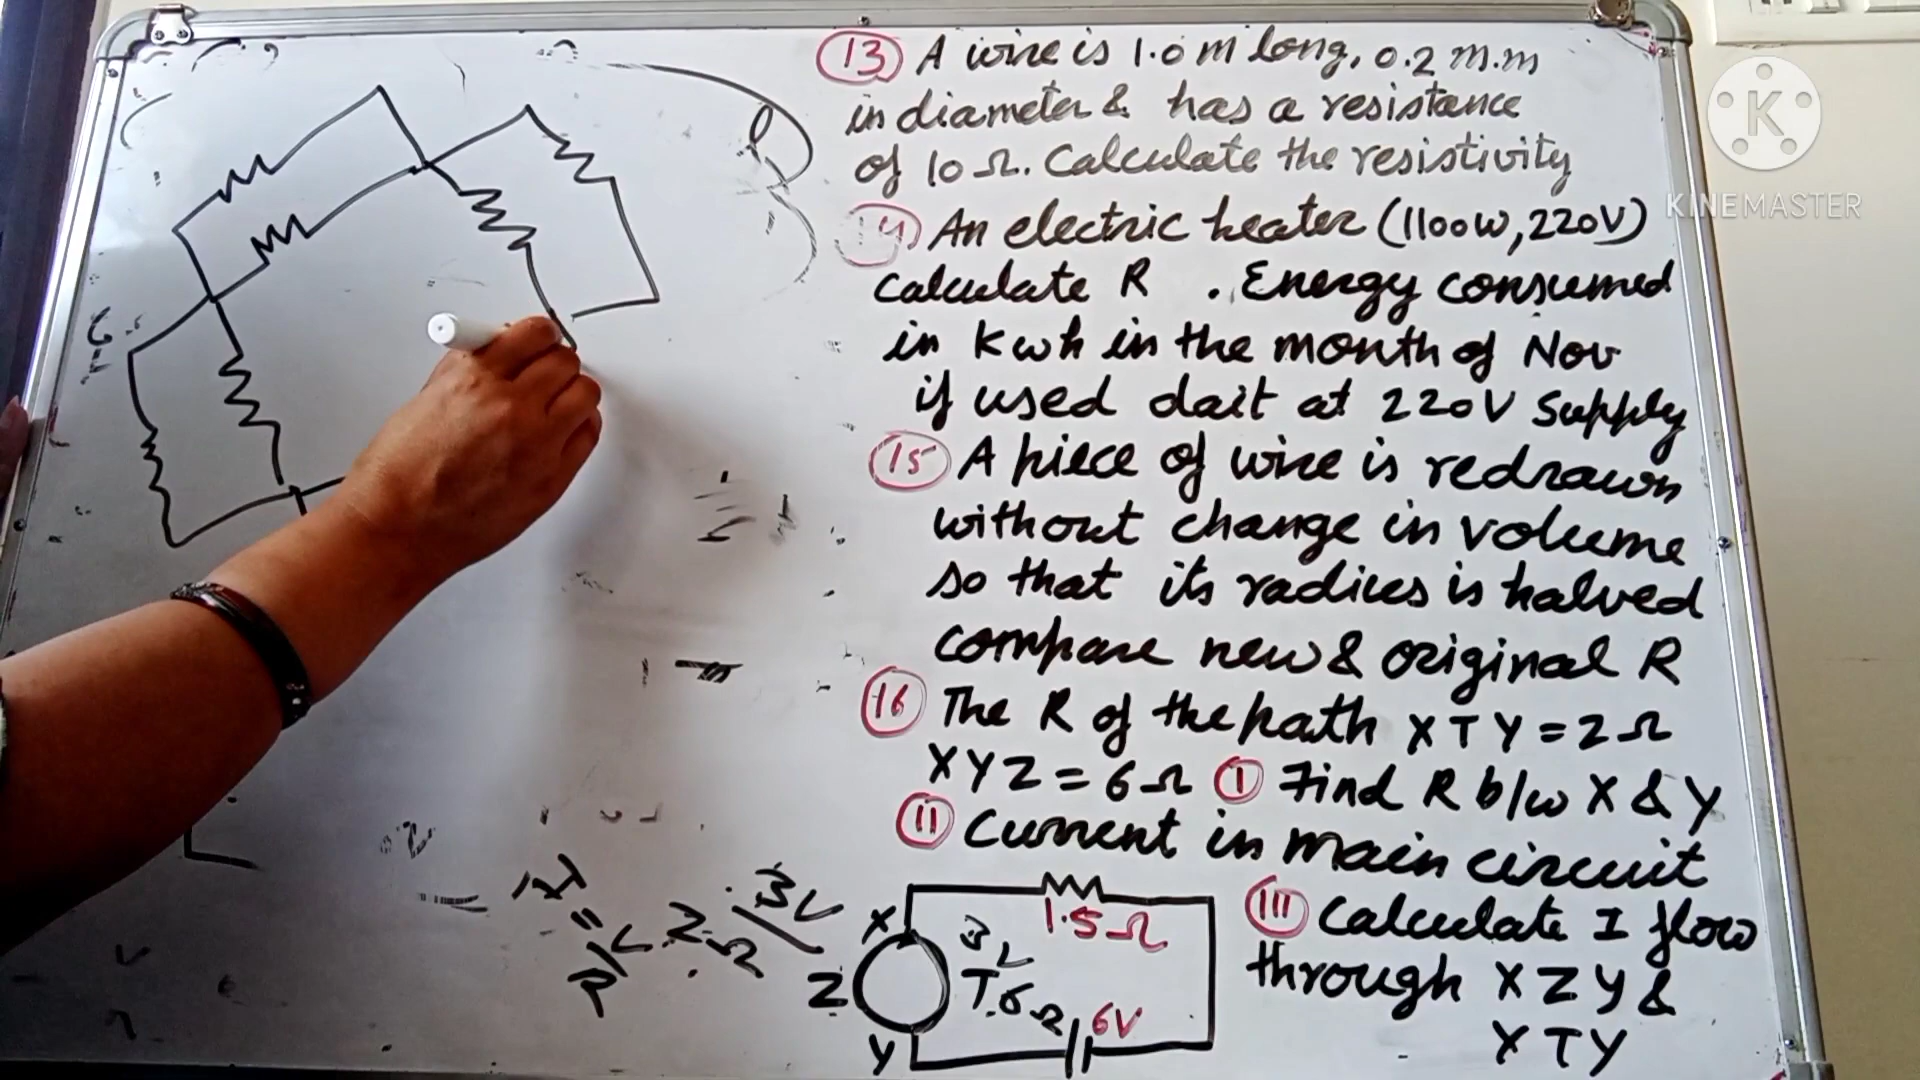 13 A wire is 1.0 m long, 0.2 m.m
in diameter & has a resistance
of 10 Ω. Calculate the resistivity
14 An electric heater (1100W, 220V)
calculate R . Energy consumed
in Kwh in the month of Nov
if used at 220V supply
15 A piece of wire is redrawn
without change in volume
so that its radius is halved
compare new & original R
16 The R of the path XTY = 2Ω
XYZ = 6Ω I Find R b/w X & Y
II Current in main circuit
III Calculate I flow
through XZY &
XTY
X
1.5 Ω
Z
T
6V
Y
K
KINEMASTER